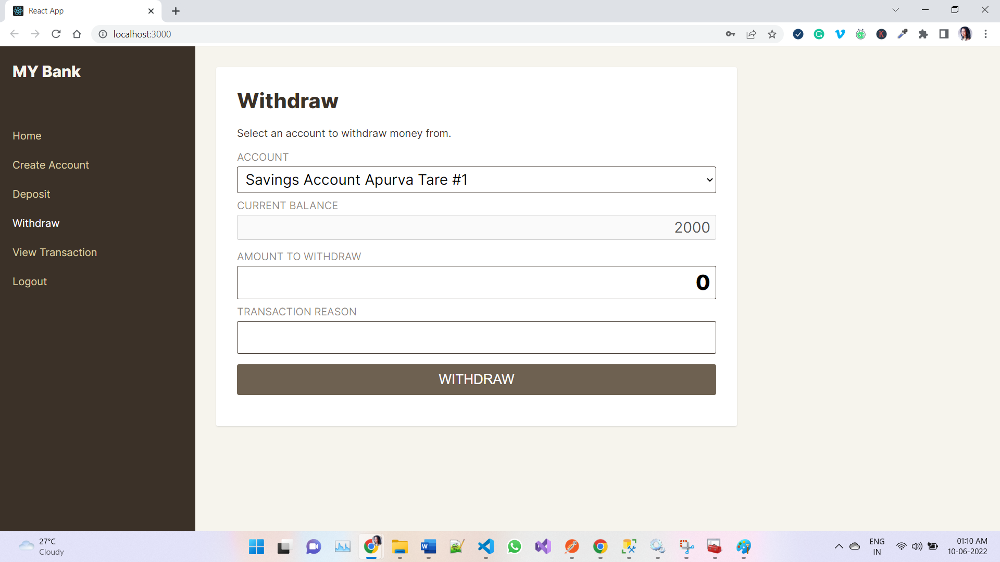 React App
localhost:3000
MY Bank
Home
Create Account
Deposit
Withdraw
View Transaction
Logout
Withdraw
Select an account to withdraw money from.
ACCOUNT
Savings Account Apurva Tare #1
CURRENT BALANCE
2000
AMOUNT TO WITHDRAW
0
TRANSACTION REASON
WITHDRAW
27°C
Cloudy
ENG
IN
01:10 AM
10-06-2022